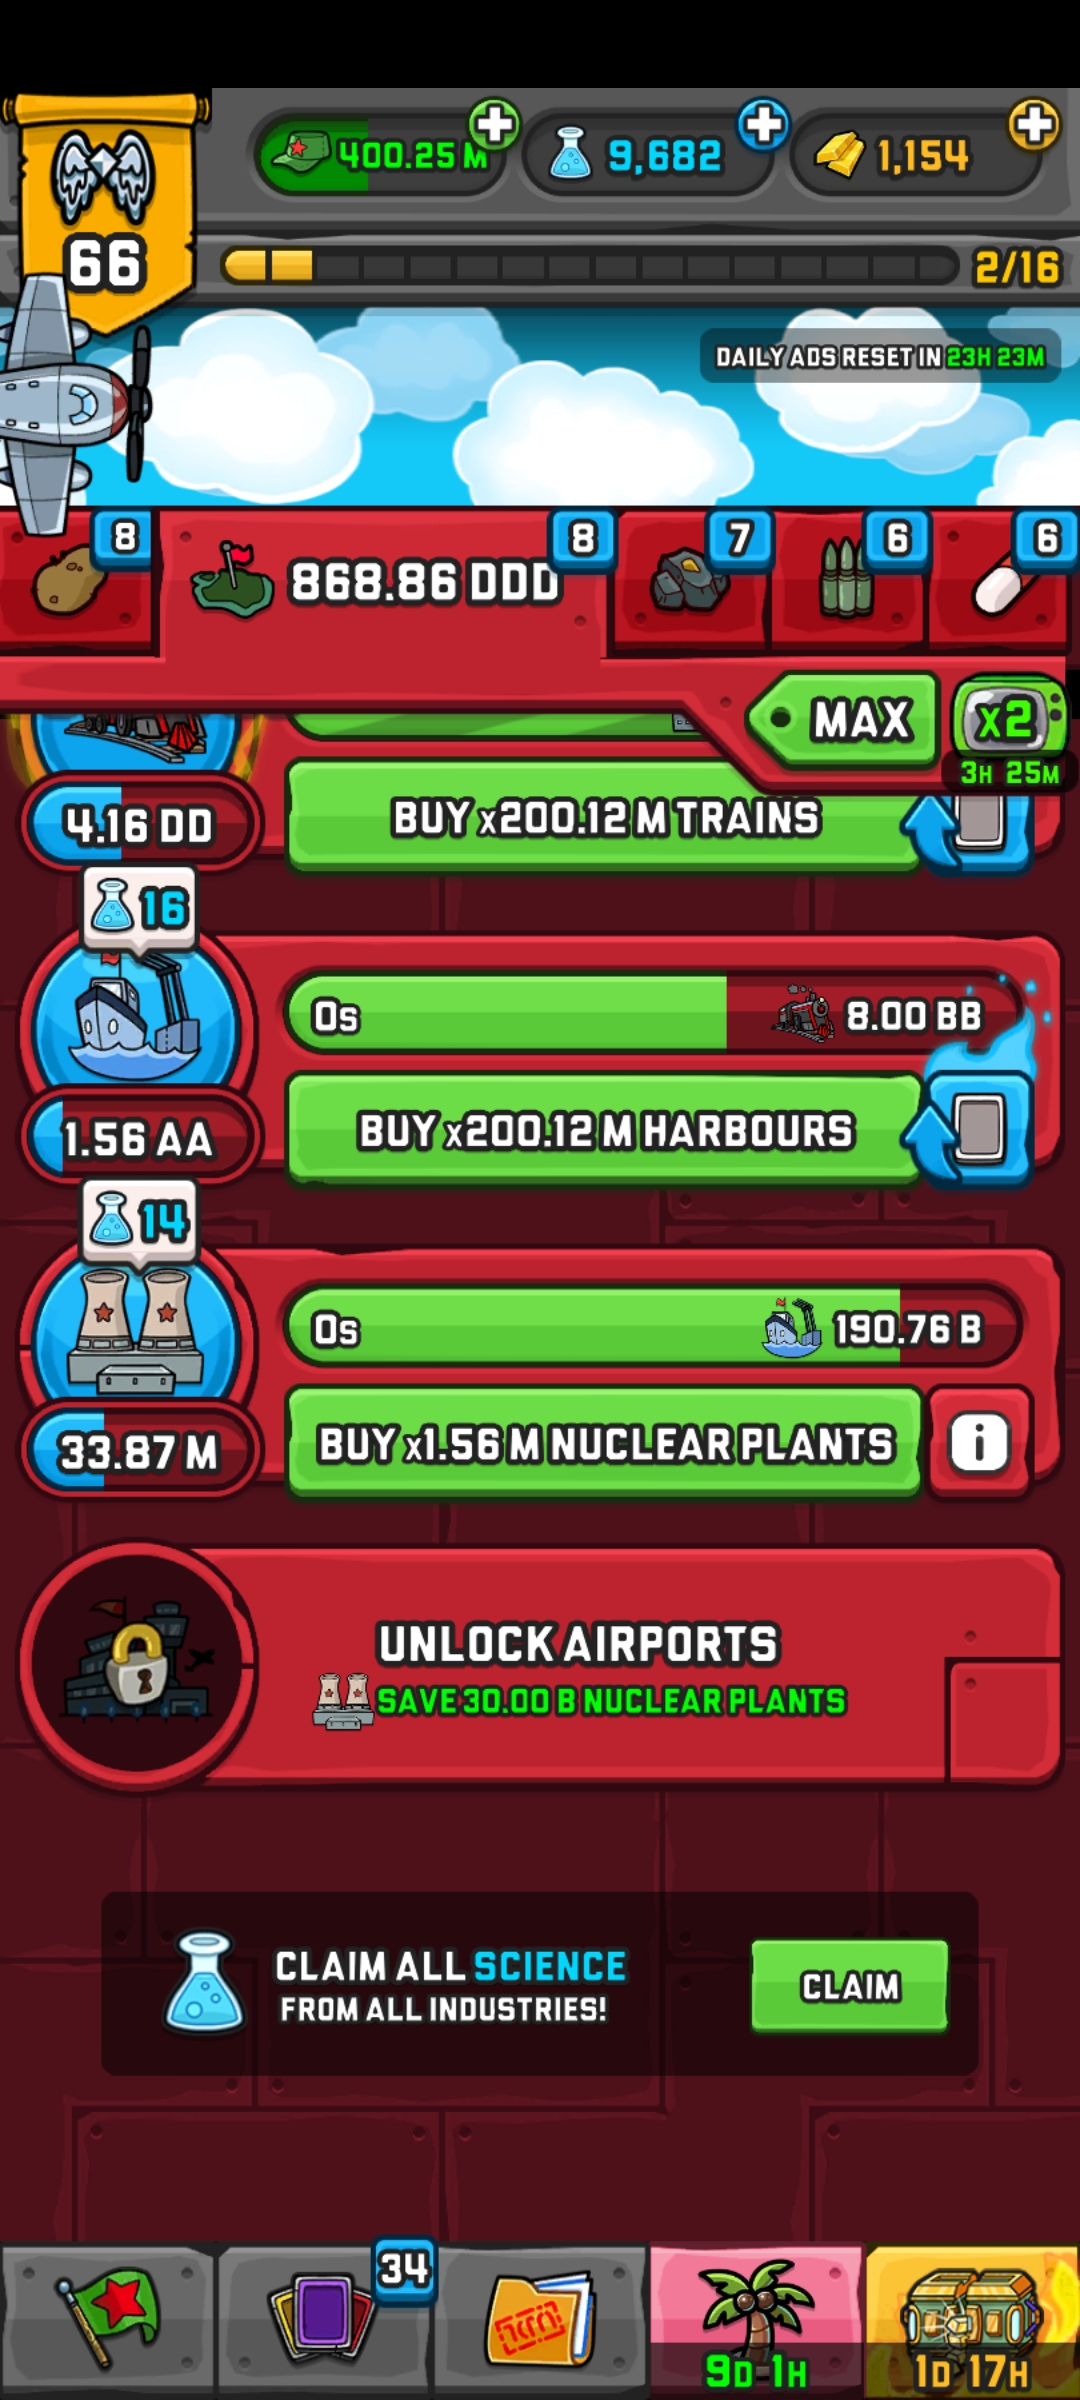 400.25 M
9,682
1,154
66
2/16
DAILY ADS RESET IN 23H 23M
8
868.86 DDD
8
7
6
6
MAX
x2
3H 25M
4.16 DD
BUY x200.12 M TRAINS
16
0s
8.00 BB
1.56 AA
BUY x200.12 M HARBOURS
14
0s
190.76 B
33.87 M
BUY x1.56 M NUCLEAR PLANTS
i
UNLOCK AIRPORTS
SAVE 30.00 B NUCLEAR PLANTS
CLAIM ALL SCIENCE
FROM ALL INDUSTRIES!
CLAIM
34
9D 1H
1D 17H